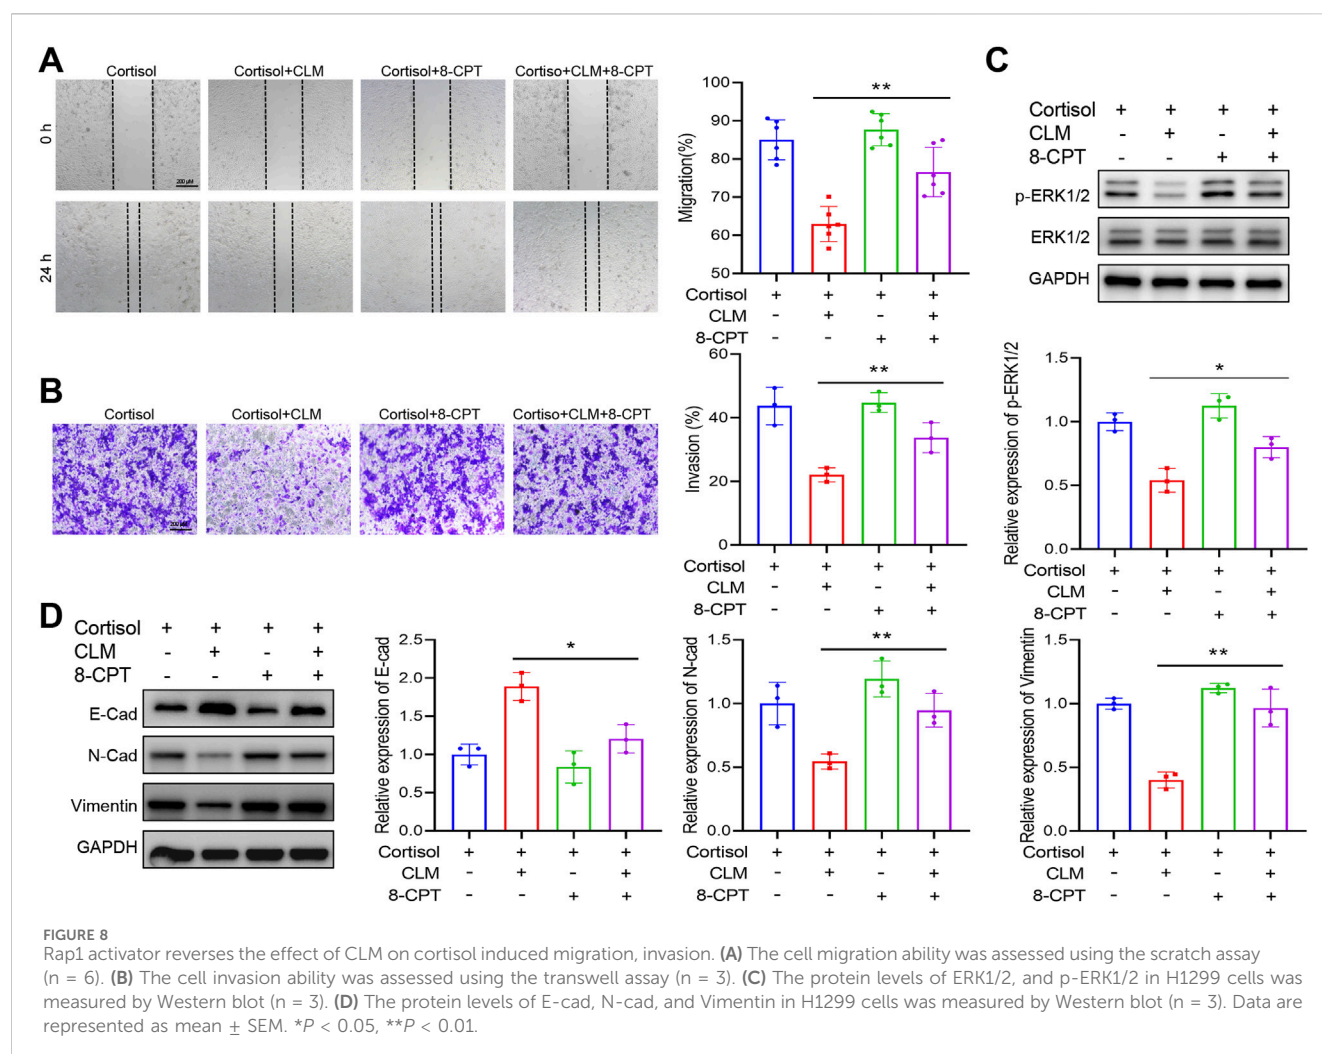 A
Cortisol
Cortisol+CLM
Cortisol+8-CPT
Cortiso+CLM+8-CPT
0 h
200 μM
24 h
Migration(%)
100
90
80
70
60
50
**
Cortisol + + + +
CLM - + - +
8-CPT - - + +
B
Cortisol
Cortisol+CLM
Cortisol+8-CPT
Cortiso+CLM+8-CPT
200 μM
Invasion (%)
60
40
20
0
**
Cortisol + + + +
CLM - + - +
8-CPT - - + +
C
Cortisol + + + +
CLM - + - +
8-CPT - - + +
p-ERK1/2
ERK1/2
GAPDH
Relative expression of p-ERK1/2
1.5
1.0
0.5
0.0
*
Cortisol + + + +
CLM - + - +
8-CPT - - + +
D
Cortisol + + + +
CLM - + - +
8-CPT - - + +
E-Cad
N-Cad
Vimentin
GAPDH
Relative expression of E-cad
2.5
2.0
1.5
1.0
0.5
0.0
*
Cortisol + + + +
CLM - + - +
8-CPT - - + +
Relative expression of N-cad
1.5
1.0
0.5
0.0
**
Cortisol + + + +
CLM - + - +
8-CPT - - + +
Relative expression of Vimentin
1.5
1.0
0.5
0.0
**
Cortisol + + + +
CLM - + - +
8-CPT - - + +
FIGURE 8
Rap1 activator reverses the effect of CLM on cortisol induced migration, invasion. (A) The cell migration ability was assessed using the scratch assay
(n = 6). (B) The cell invasion ability was assessed using the transwell assay (n = 3). (C) The protein levels of ERK1/2, and p-ERK1/2 in H1299 cells was
measured by Western blot (n = 3). (D) The protein levels of E-cad, N-cad, and Vimentin in H1299 cells was measured by Western blot (n = 3). Data are
represented as mean ± SEM. *P < 0.05, **P < 0.01.